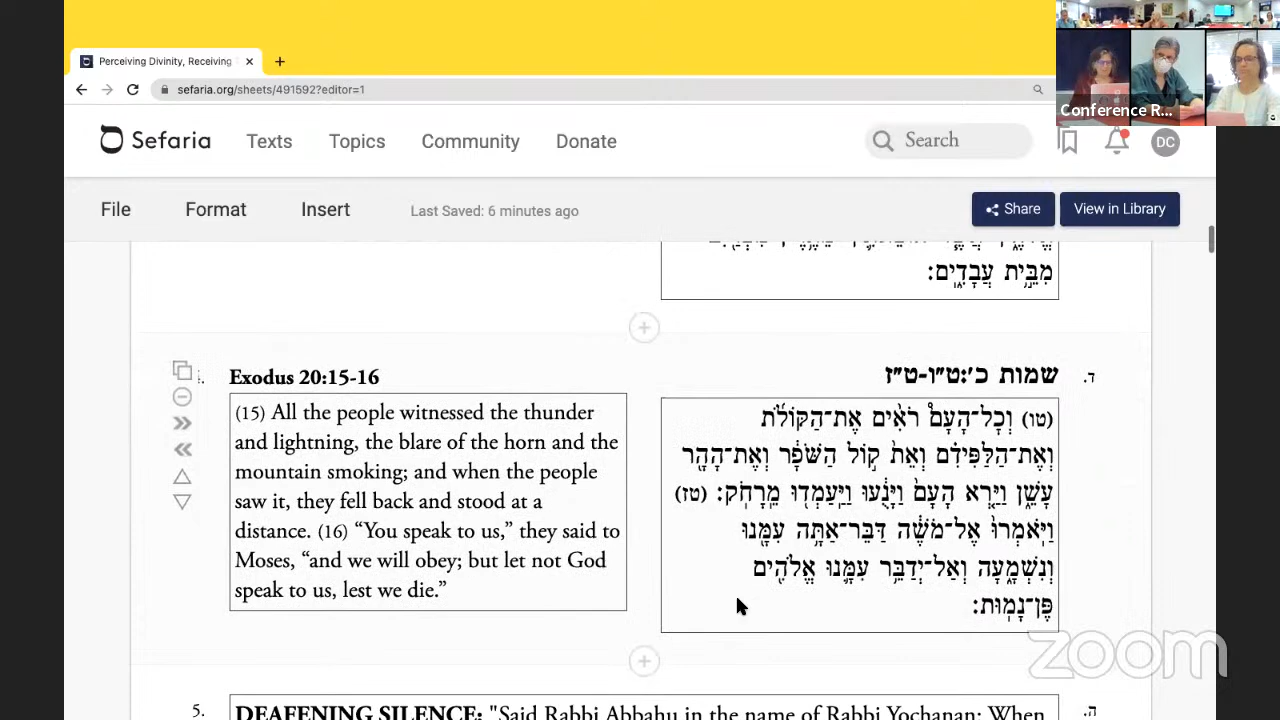 Perceiving Divinity, Receiving
sefaria.org/sheets/491592?editor=1
Conference R...
Sefaria
Texts
Topics
Community
Donate
Search
DC
File
Format
Insert
Last Saved: 6 minutes ago
Share
View in Library
מִבֵּ֣ית עֲבָדִ֑ים׃
Exodus 20:15-16
(15) All the people witnessed the thunder
and lightning, the blare of the horn and the
mountain smoking; and when the people
saw it, they fell back and stood at a
distance. (16) “You speak to us,” they said to
Moses, “and we will obey; but let not God
speak to us, lest we die.”
ד.
שמות כ׳:ט״ו-ט״ז
(טו) וְכׇל־הָעָם֩ רֹאִ֨ים אֶת־הַקּוֹלֹ֜ת
וְאֶת־הַלַּפִּידִ֗ם וְאֵת֙ ק֣וֹל הַשֹּׁפָ֔ר וְאֶת־הָהָ֖ר
עָשֵׁ֑ן וַיַּ֤רְא הָעָם֙ וַיָּנֻ֔עוּ וַיַּֽעַמְד֖וּ מֵֽרָחֹֽק׃ (טז)
וַיֹּֽאמְרוּ֙ אֶל־מֹשֶׁ֔ה דַּבֵּר־אַתָּ֥ה עִמָּ֖נוּ
וְנִשְׁמָ֑עָה וְאַל־יְדַבֵּ֥ר עִמָּ֛נוּ אֱלֹהִ֖ים
פֶּן־נָמֽוּת׃
zoom
5.
DEAFENING SILENCE: "Said Rabbi Abbahu in the name of Rabbi Yochanan: When
ה.